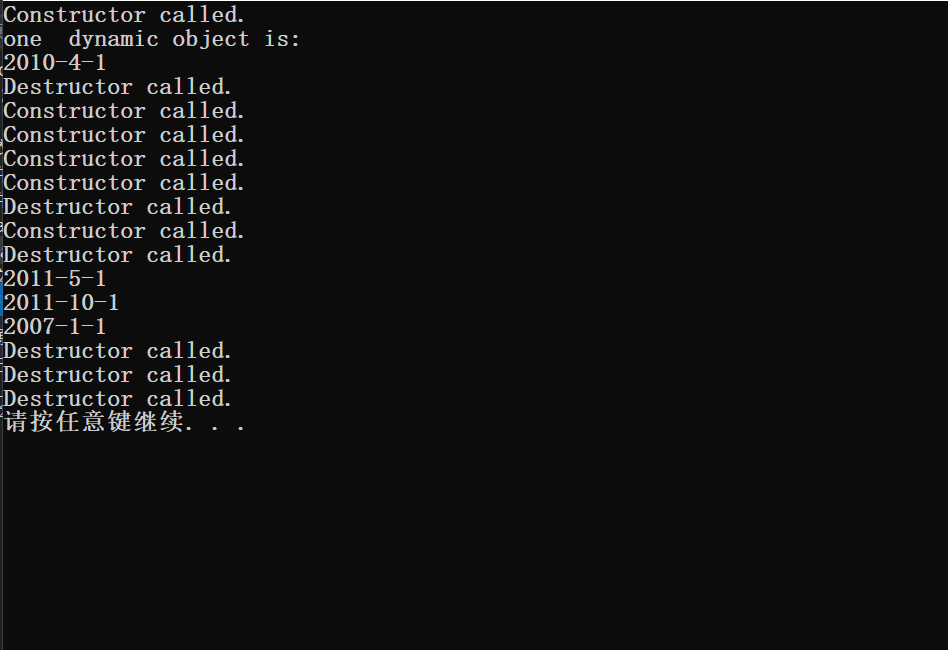 Constructor called.
one  dynamic object is:
2010-4-1
Destructor called.
Constructor called.
Constructor called.
Constructor called.
Constructor called.
Destructor called.
Constructor called.
Destructor called.
2011-5-1
2011-10-1
2007-1-1
Destructor called.
Destructor called.
Destructor called.
请按任意键继续. . .